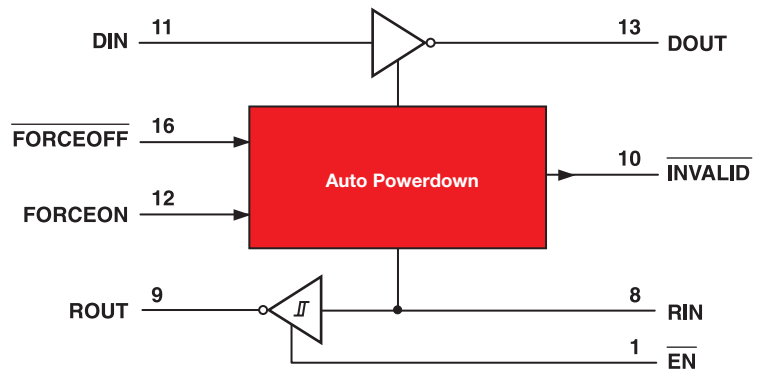 DIN 11 13 DOUT
FORCEOFF 16
Auto Powerdown
10 INVALID
FORCEON 12
ROUT 9 8 RIN
1 EN